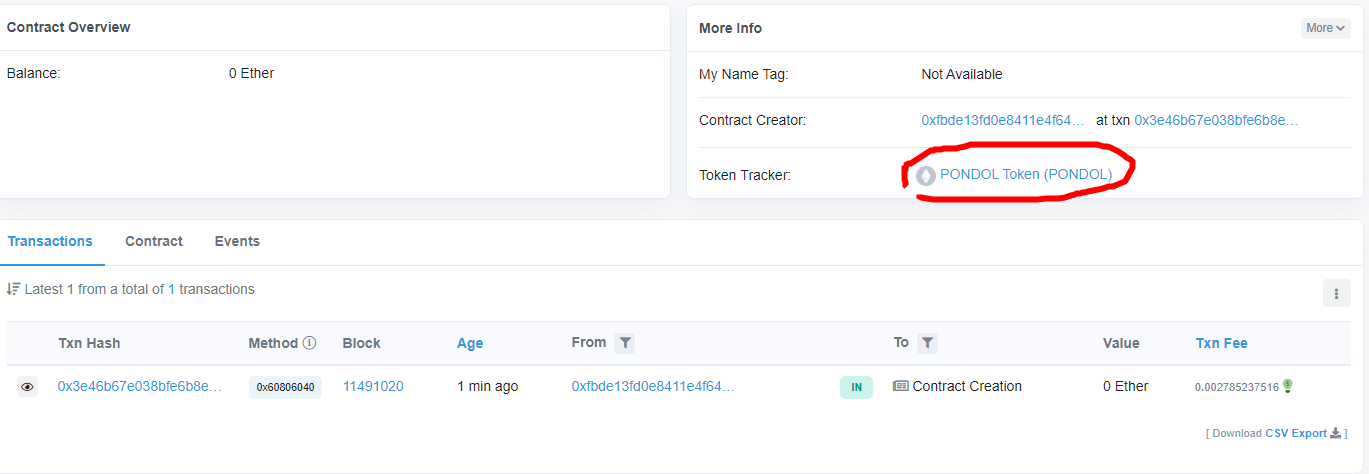 Contract Overview
Balance: 0 Ether
More Info
More
My Name Tag: Not Available
Contract Creator: 0xfbde13fd0e8411e4f64... at txn 0x3e46b67e038bfe6b8e...
Token Tracker: PONDOL Token (PONDOL)
Transactions Contract Events
Latest 1 from a total of 1 transactions
Txn Hash Method Block Age From To Value Txn Fee
0x3e46b67e038bfe6b8e... 0x60806040 11491020 1 min ago 0xfbde13fd0e8411e4f64... IN Contract Creation 0 Ether 0.002785237516
[ Download CSV Export ]